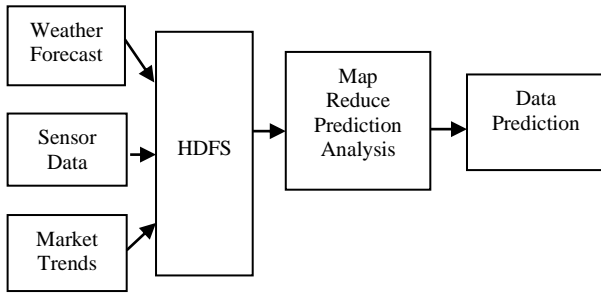 Weather
Forecast
Sensor
Data
Market
Trends
HDFS
Map
Reduce
Prediction
Analysis
Data
Prediction